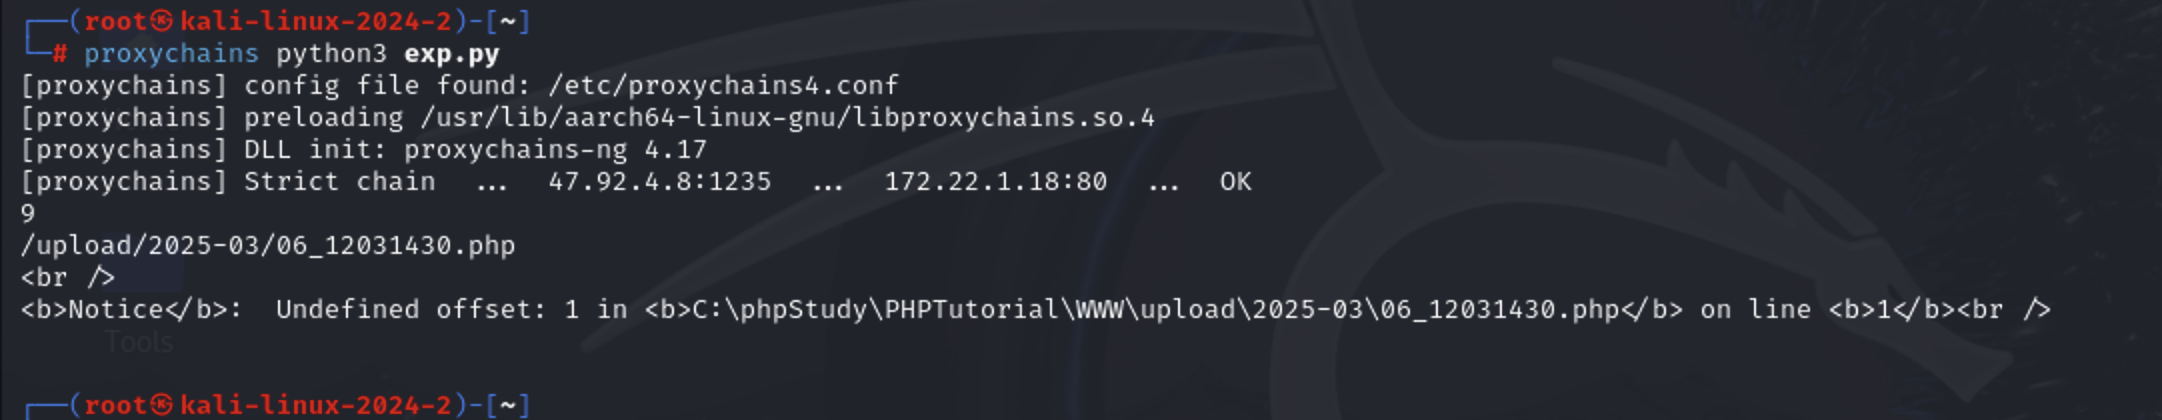 ┌──(root㉿kali-linux-2024-2)-[~]
└─# proxychains python3 exp.py
[proxychains] config file found: /etc/proxychains4.conf
[proxychains] preloading /usr/lib/aarch64-linux-gnu/libproxychains.so.4
[proxychains] DLL init: proxychains-ng 4.17
[proxychains] Strict chain  ...  47.92.4.8:1235  ...  172.22.1.18:80  ...  OK
9
/upload/2025-03/06_12031430.php
<br />
<b>Notice</b>:  Undefined offset: 1 in <b>C:\phpStudy\PHPTutorial\WWW\upload\2025-03\06_12031430.php</b> on line <b>1</b><br />
Tools
┌──(root㉿kali-linux-2024-2)-[~]